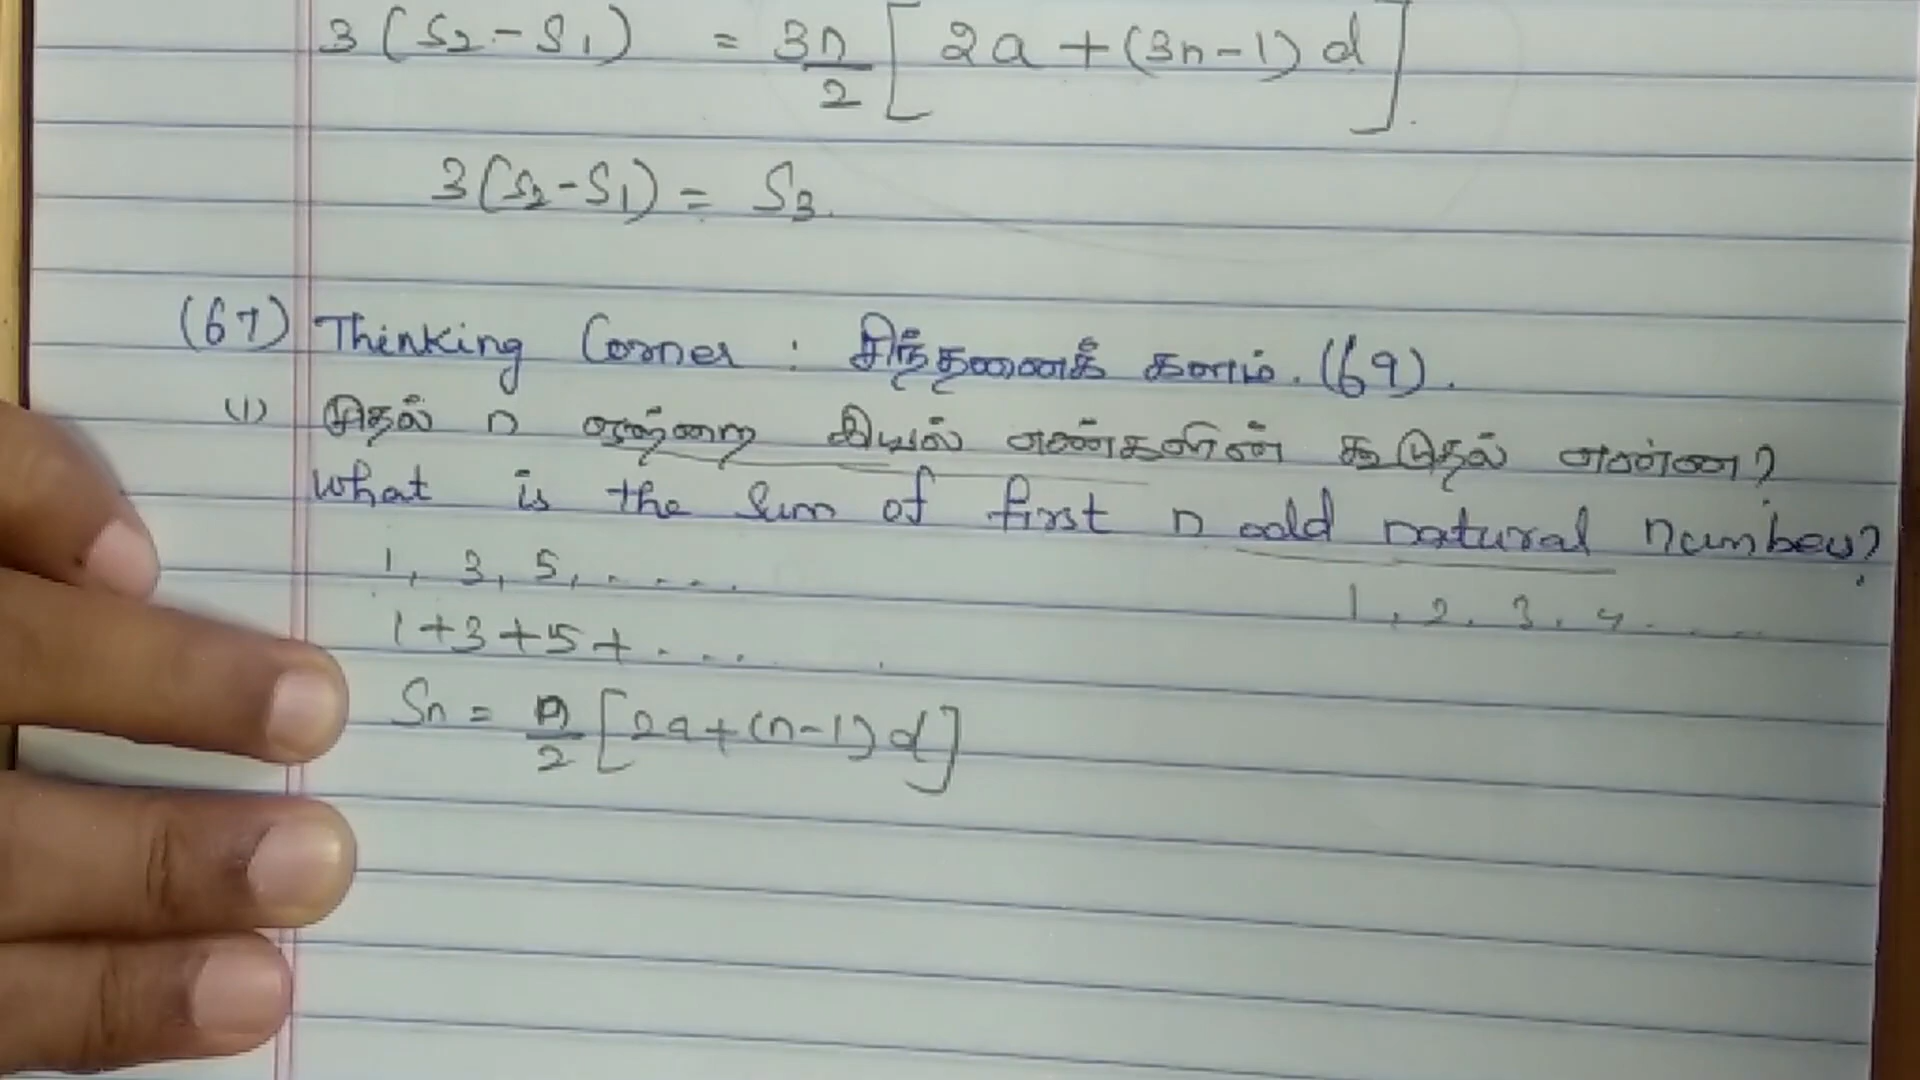 3(S2-S1) = 3n/2 [2a+(3n-1)d].
3(S2-S1) = S3.
(67) Thinking Corner : சிந்தனைக் களம். (69).
(1) முதல் n ஒற்றை இயல் எண்களின் கூடுதல் என்ன?
What is the Sum of first n odd natural number?
1, 3, 5, .....
1, 2, 3, 4.....
1+3+5+....
Sn = n/2 [2a+(n-1)d]